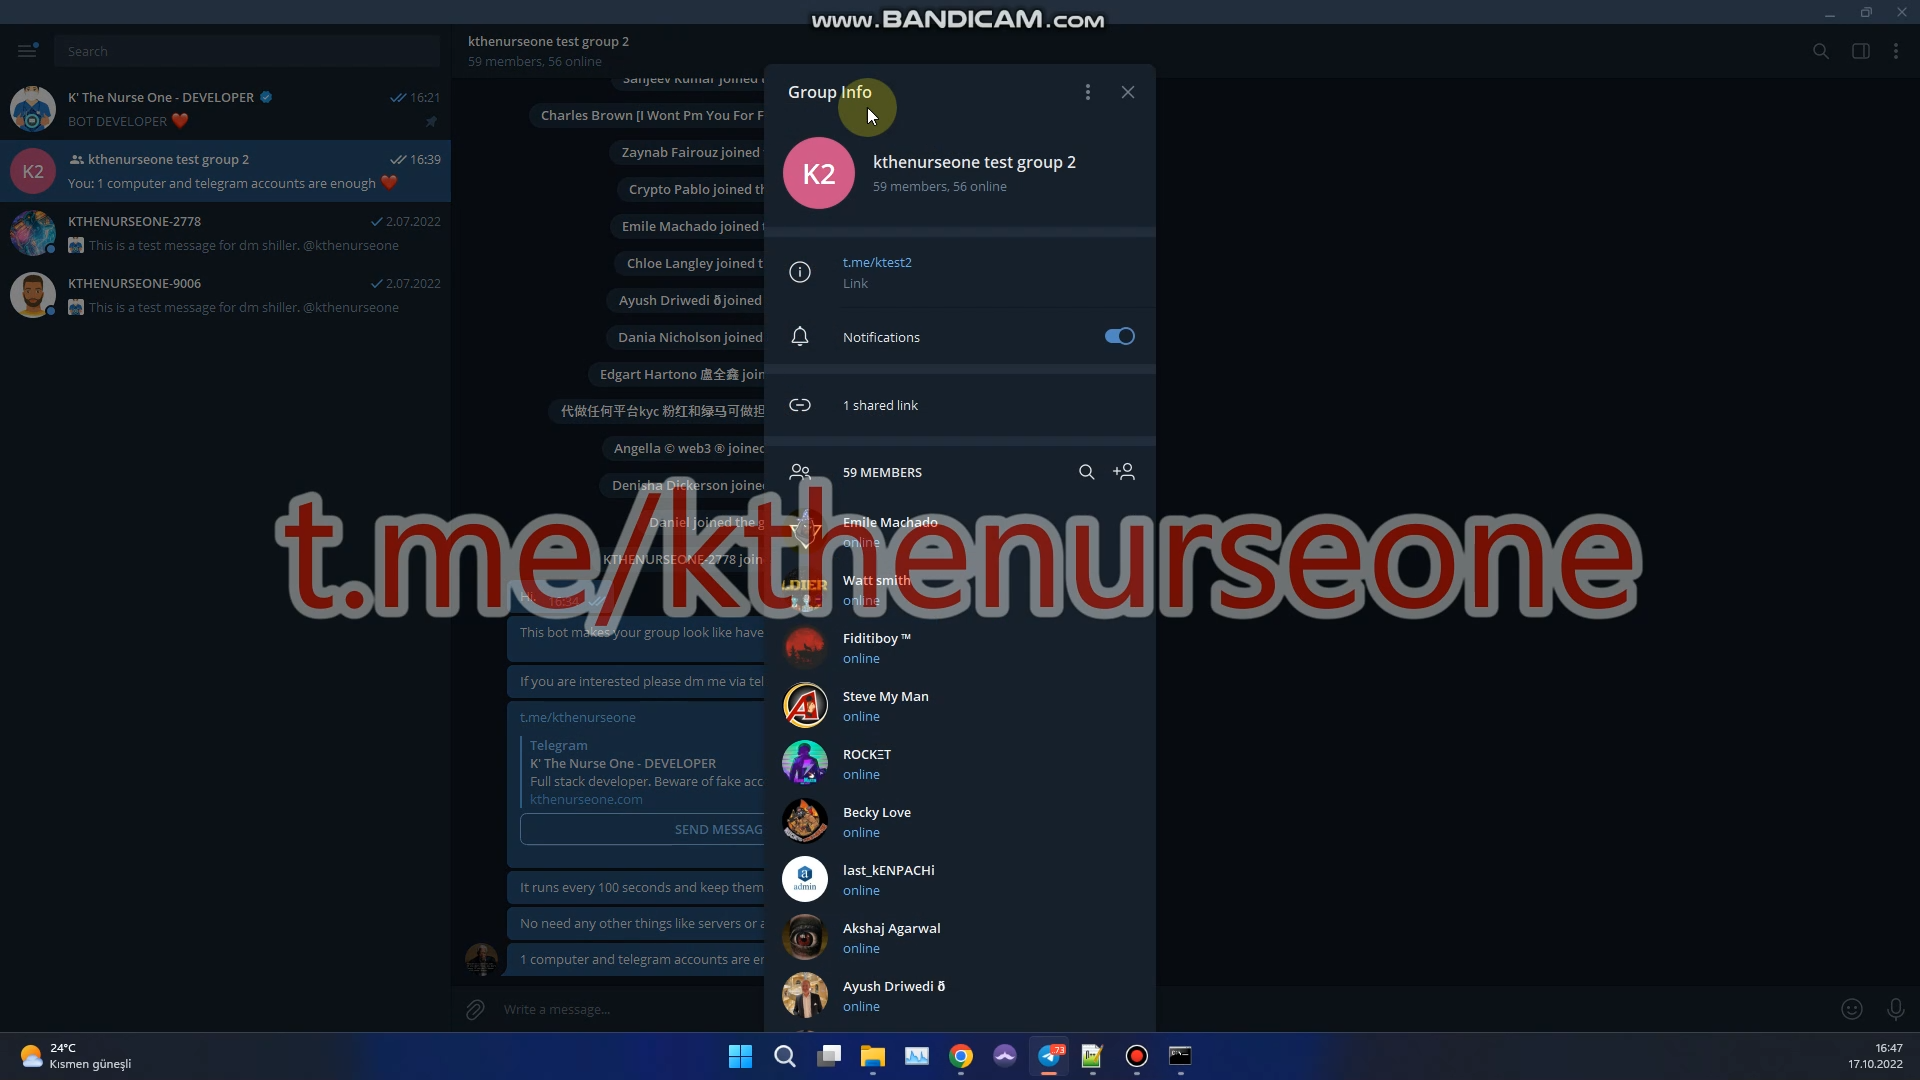 www.BANDICAM.com
Search
K' The Nurse One - DEVELOPER
16:21
BOT DEVELOPER ❤️
kthenurseone test group 2
16:39
You: 1 computer and telegram accounts are enough ❤️
K2
KTHENURSEONE-2778
2.07.2022
This is a test message for dm shiller. @kthenurseone
KTHENURSEONE-9006
2.07.2022
This is a test message for dm shiller. @kthenurseone
kthenurseone test group 2
59 members, 56 online
Sanjeev Kumar joined
Charles Brown [I Wont Pm You For F
Zaynab Fairouz joined
Crypto Pablo joined th
Emile Machado joined
Chloe Langley joined t
Ayush Driwedi ð joined
Dania Nicholson joined
Edgart Hartono 盧全鑫 join
代做任何平台kyc 粉红和绿马可做担
Angella © web3 ® joined
Denisha Dickerson joine
Daniel joined the g
KTHENURSEONE-2778 join
Hi.
16:34
This bot makes your group look like have
If you are interested please dm me via tel
t.me/kthenurseone
Telegram
K' The Nurse One - DEVELOPER
Full stack developer. Beware of fake acc
kthenurseone.com
SEND MESSAG
It runs every 100 seconds and keep them
No need any other things like servers or a
1 computer and telegram accounts are en
Write a message...
Group Info
K2
kthenurseone test group 2
59 members, 56 online
t.me/ktest2
Link
Notifications
1 shared link
59 MEMBERS
Emile Machado
online
Watt smith
online
Fiditiboy ™
online
Steve My Man
online
ROCKΞT
online
Becky Love
online
last_kENPACHi
online
a
admin
Akshaj Agarwal
online
Ayush Driwedi ð
online
t.me/kthenurseone
24°C
Kısmen güneşli
73
16:47
17.10.2022